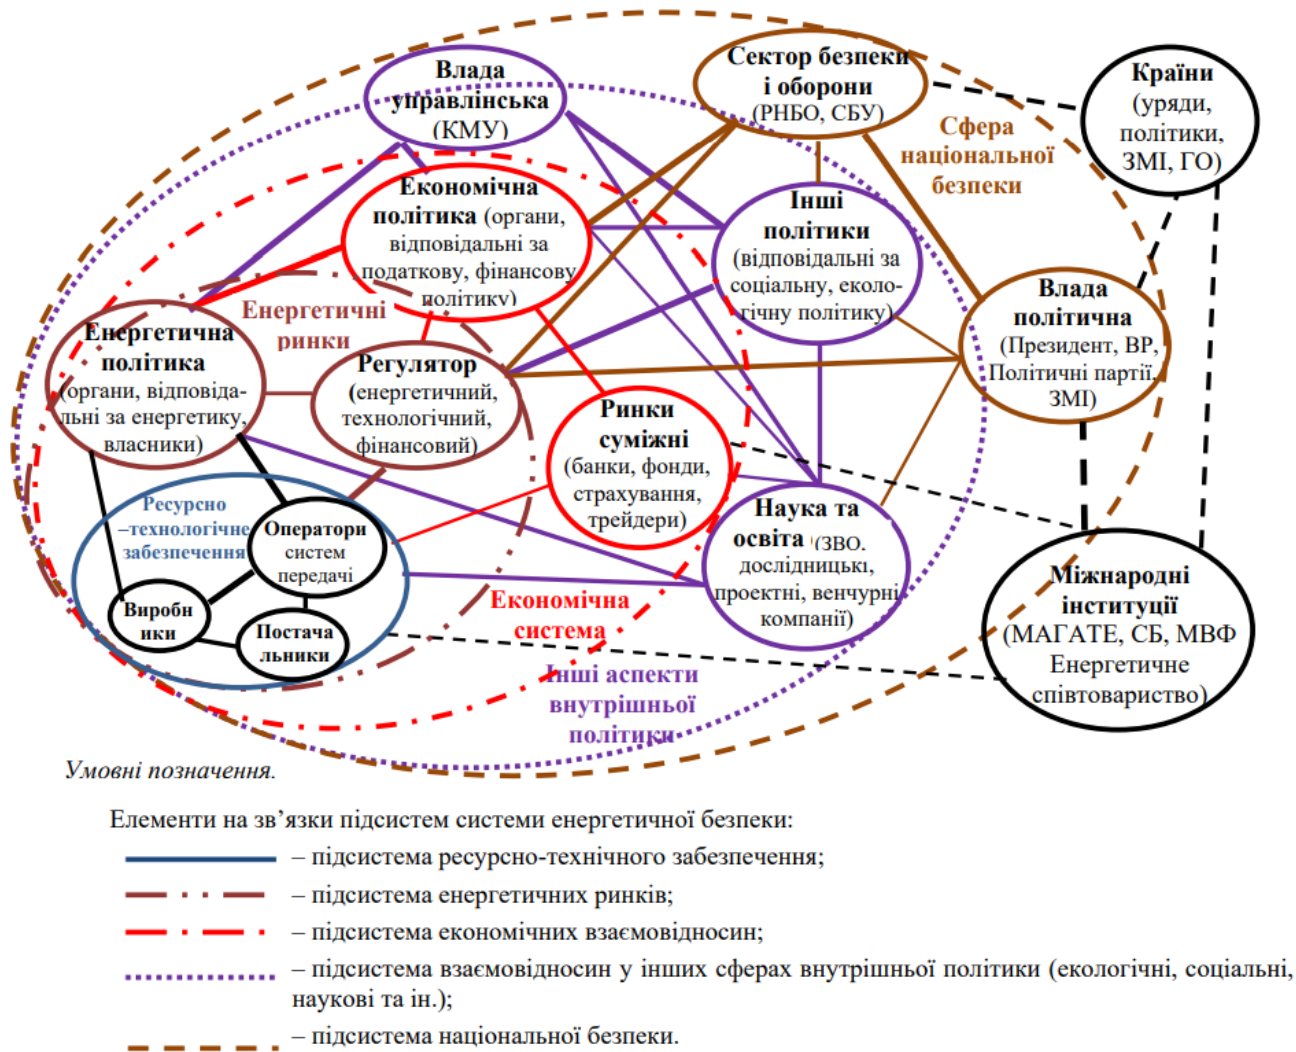 Влада
управлінська
(КМУ)
Сектор безпеки
і оборони
(РНБО, СБУ)
Країни
(уряди,
політики,
ЗМІ, ГО)
Сфера
національної
безпеки
Економічна
політика (органи,
відповідальні за
податкову, фінансову
політику)
Інші
політики
(відповідальні за
соціальну, еколо-
гічну політику)
Влада
політична
(Президент, ВР,
Політичні партії,
ЗМІ)
Енергетичні
ринки
Енергетична
політика
(органи, відповіда-
льні за енергетику,
власники)
Регулятор
(енергетичний,
технологічний,
фінансовий)
Ринки
суміжні
(банки, фонди,
страхування,
трейдери)
Наука та
освіта (ЗВО,
дослідницькі,
проектні, венчурні
компанії)
Ресурсно
–технологічне
забезпечення
Оператори
систем
передачі
Виробн
ики
Постача
льники
Економічна
система
Міжнародні
інституції
(МАГАТЕ, СБ, МВФ
Енергетичне
співтовариство)
Інші аспекти
внутрішньої
політики
Умовні позначення.
Елементи на зв’язки підсистем системи енергетичної безпеки:
– підсистема ресурсно-технічного забезпечення;
– підсистема енергетичних ринків;
– підсистема економічних взаємовідносин;
– підсистема взаємовідносин у інших сферах внутрішньої політики (екологічні, соціальні,
наукові та ін.);
– підсистема національної безпеки.